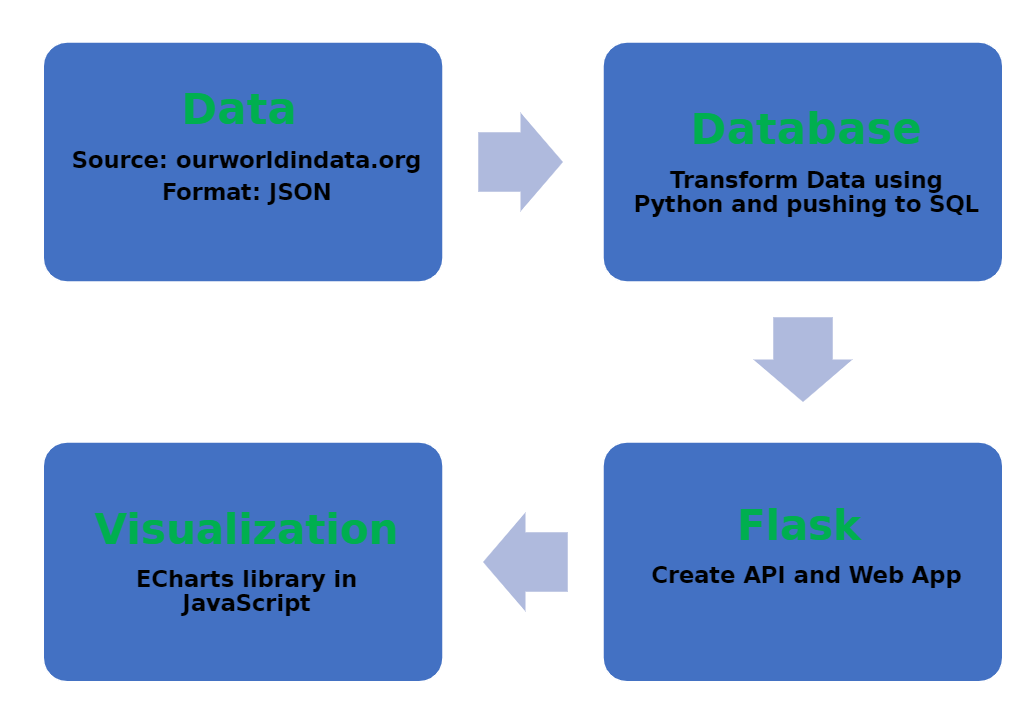 Data
Source: ourworldindata.org
Format: JSON
Database
Transform Data using
Python and pushing to SQL
Flask
Create API and Web App
Visualization
ECharts library in
JavaScript